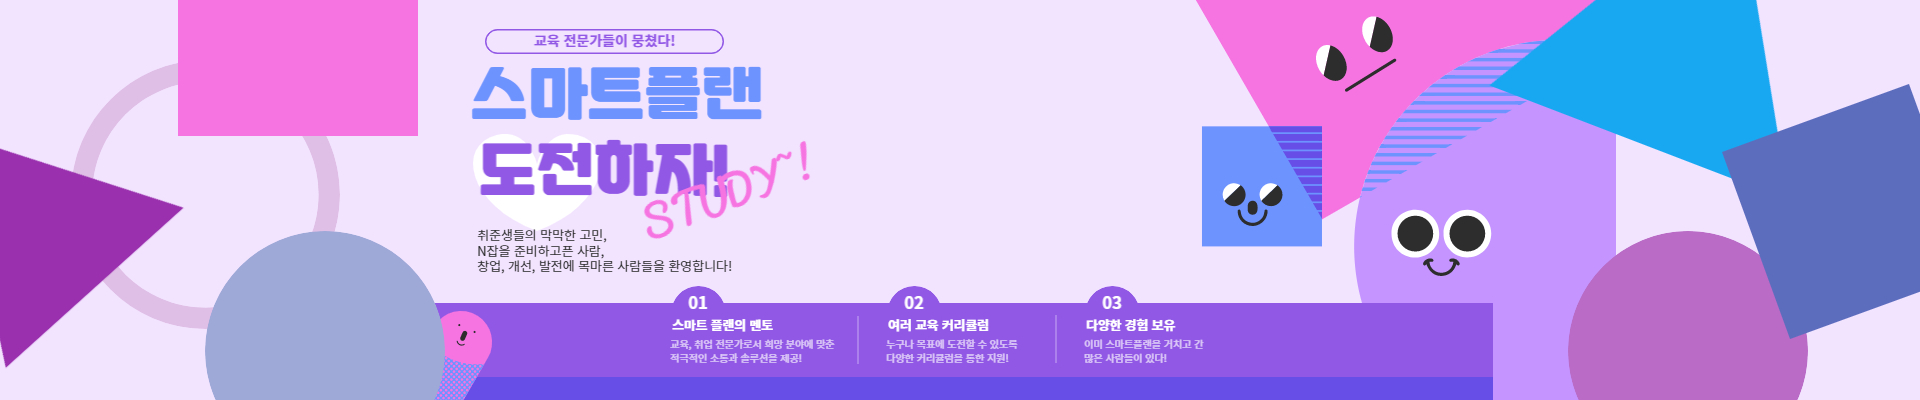 교육 전문가들이 뭉쳤다!
스마트플랜
도전하자!
STUDY~!
취준생들의 막막한 고민,
N잡을 준비하고픈 사람,
창업, 개선, 발전에 목마른 사람들을 환영합니다!
01
스마트 플랜의 멘토
교육, 취업 전문가로서 희망 분야에 맞춘
적극적인 소통과 솔루션을 제공!
02
여러 교육 커리큘럼
누구나 목표에 도전할 수 있도록
다양한 커리큘럼을 통한 지원!
03
다양한 경험 보유
이미 스마트플랜을 거치고 간
많은 사람들이 있다!